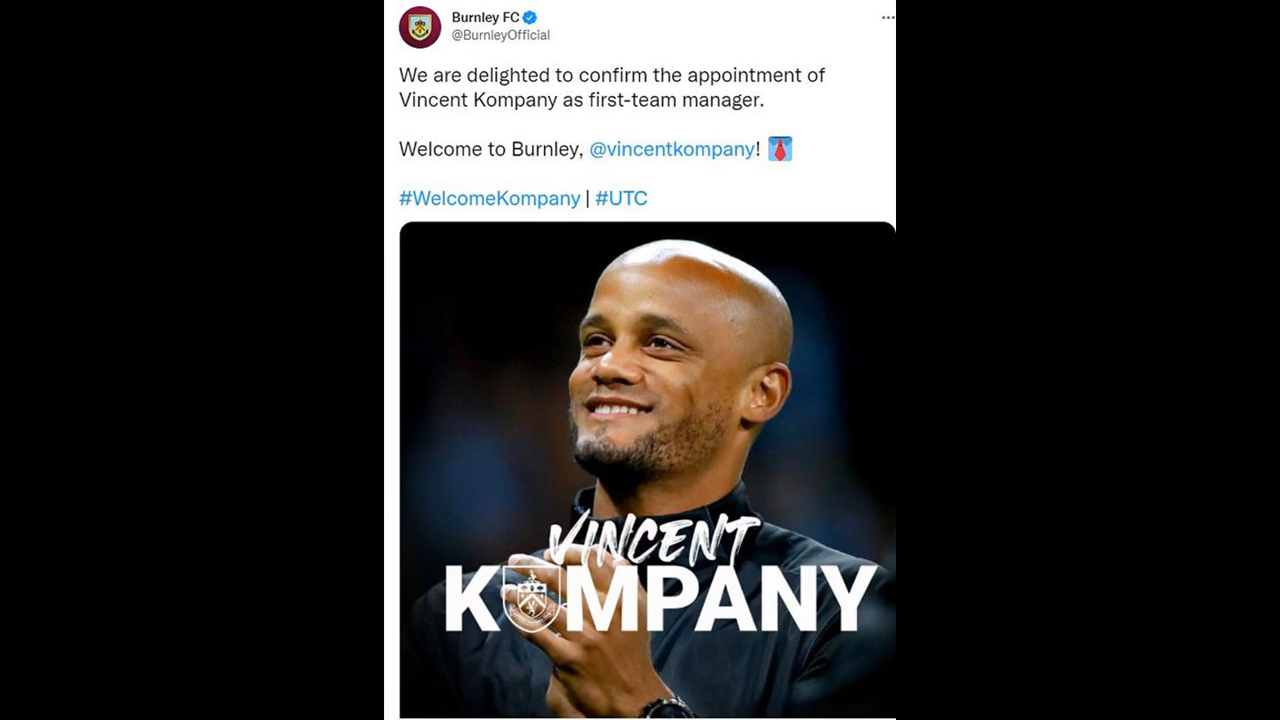 Burnley FC
@BurnleyOfficial
We are delighted to confirm the appointment of
Vincent Kompany as first-team manager.
Welcome to Burnley, @vincentkompany!
#WelcomeKompany | #UTC
VINCENT
KOMPANY